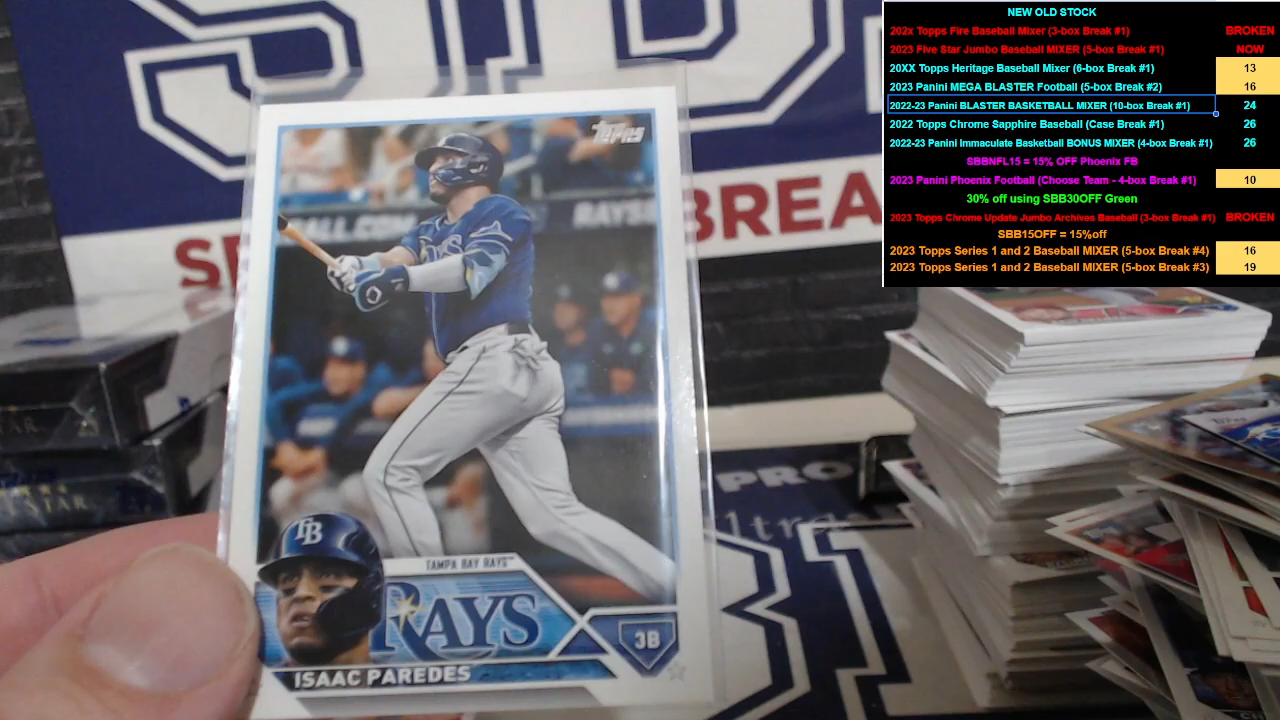 NEW OLD STOCK
202x Topps Fire Baseball Mixer (3-box Break #1) BROKEN
2023 Five Star Jumbo Baseball MIXER (5-box Break #1) NOW
20XX Topps Heritage Baseball Mixer (6-box Break #1) 13
2023 Panini MEGA BLASTER Football (5-box Break #2) 16
2022-23 Panini BLASTER BASKETBALL MIXER (10-box Break #1) 24
2022 Topps Chrome Sapphire Baseball (Case Break #1) 26
2022-23 Panini Immaculate Basketball BONUS MIXER (4-box Break #1) 26
SBBNFL15 = 15% OFF Phoenix FB
2023 Panini Phoenix Football (Choose Team - 4-box Break #1) 10
30% off using SBB30OFF Green
2023 Topps Chrome Update Jumbo Archives Baseball (3-box Break #1) BROKEN
SBB15OFF = 15%off
2023 Topps Series 1 and 2 Baseball MIXER (5-box Break #4) 16
2023 Topps Series 1 and 2 Baseball MIXER (5-box Break #3) 19
Topps
BALL.COM
RAYS
BREA
PRO
TAMPA BAY RAYS™
TB
RAYS
3B
ISAAC PAREDES